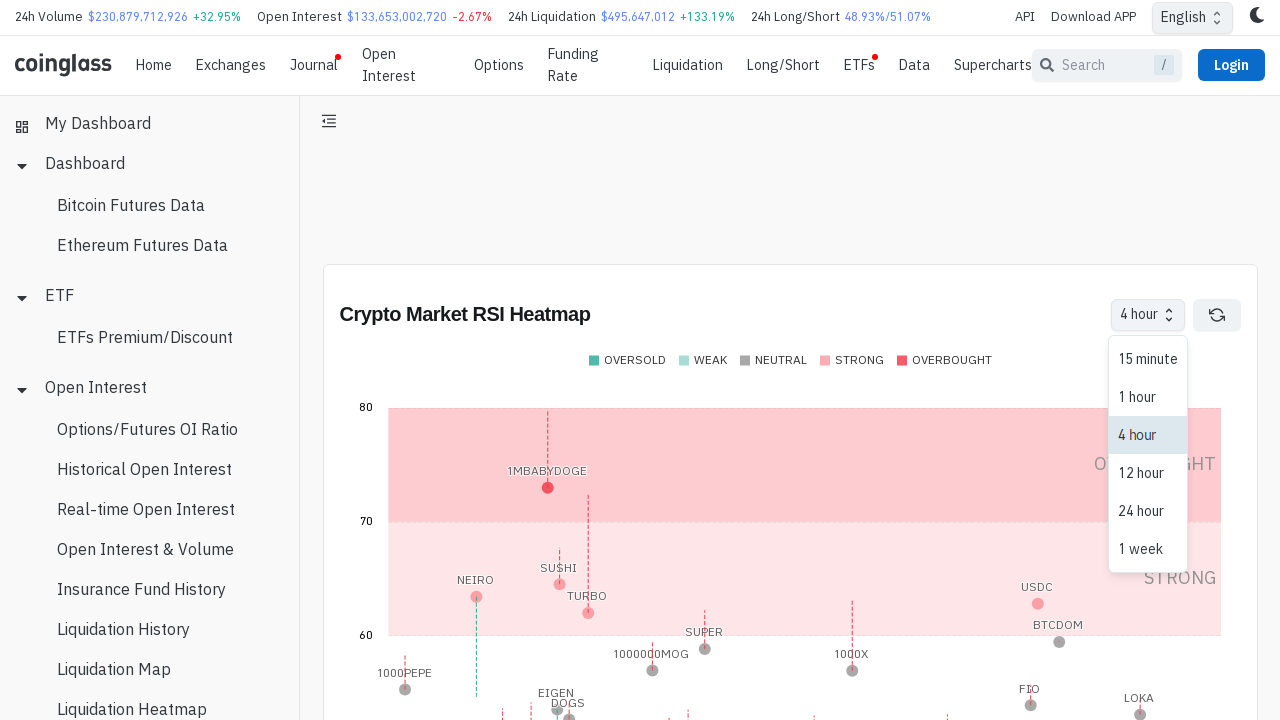 24h Volume $230,879,712,926 +32.95% Open Interest $133,653,002,720 -2.67% 24h Liquidation $495,647,012 +133.19% 24h Long/Short 48.93%/51.07% API Download APP English
coinglass Home Exchanges Journal Open Interest Options Funding Rate Liquidation Long/Short ETFs Data Supercharts Search / Login
My Dashboard
Dashboard
Bitcoin Futures Data
Ethereum Futures Data
ETF
ETFs Premium/Discount
Open Interest
Options/Futures OI Ratio
Historical Open Interest
Real-time Open Interest
Open Interest & Volume
Insurance Fund History
Liquidation History
Liquidation Map
Liquidation Heatmap
Crypto Market RSI Heatmap 4 hour
15 minute
1 hour
4 hour
12 hour
24 hour
1 week
OVERSOLD WEAK NEUTRAL STRONG OVERBOUGHT
80
1MBABYDOGE
70
SUSHI
STRONG
NEIRO
USDC
TURBO
BTCDOM
SUPER
60
1000000MOG
1000X
1000PEPE
FIO
EIGEN
LOKA
DOGS